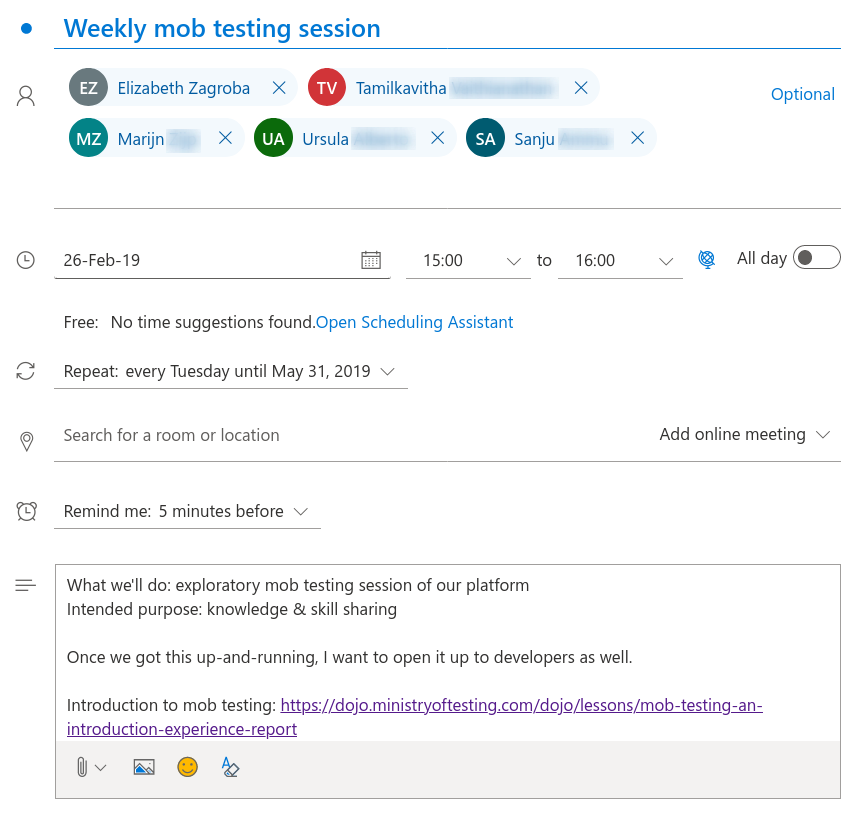 Weekly mob testing session
EZ Elizabeth Zagroba TV Tamilkavitha
Optional
MZ Marijn UA Ursula SA Sanju
26-Feb-19 15:00 to 16:00 All day
Free: No time suggestions found.Open Scheduling Assistant
Repeat: every Tuesday until May 31, 2019
Search for a room or location Add online meeting
Remind me: 5 minutes before
What we'll do: exploratory mob testing session of our platform
Intended purpose: knowledge & skill sharing
Once we got this up-and-running, I want to open it up to developers as well.
Introduction to mob testing: https://dojo.ministryoftesting.com/dojo/lessons/mob-testing-an-
introduction-experience-report